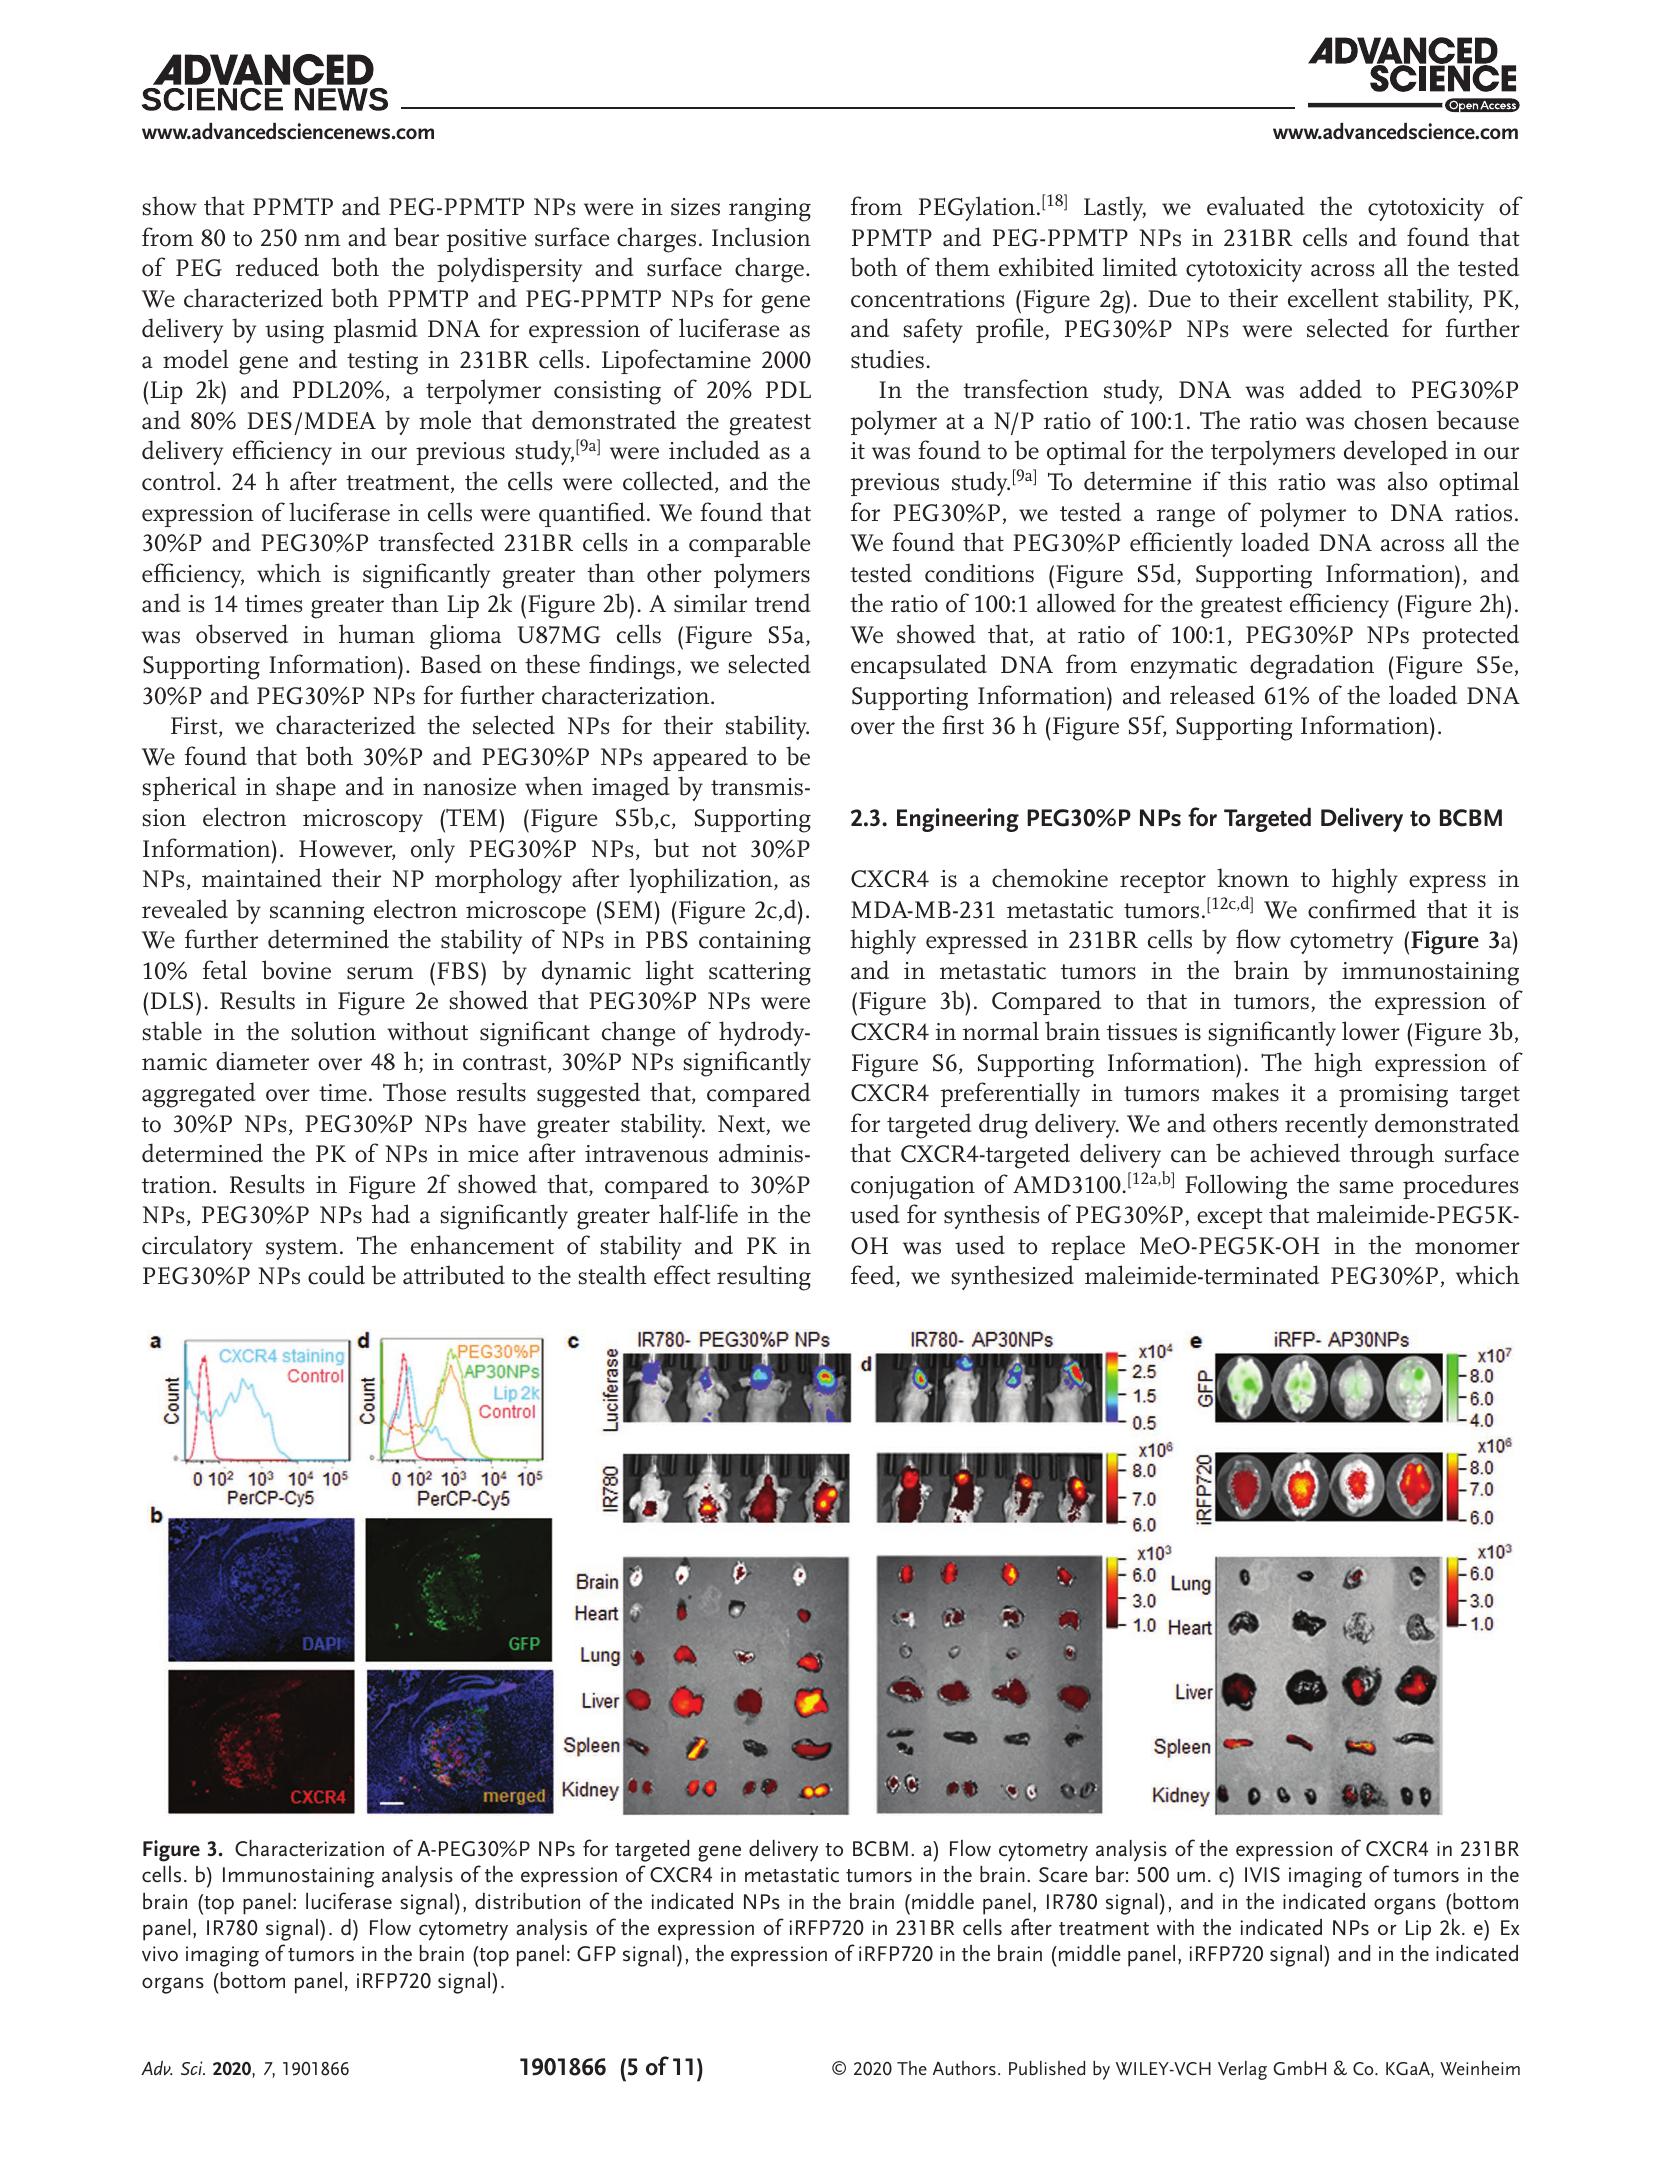 ADVANCED
SCIENCE NEWS
www.advancedsciencenews.com
ADVANCED
SCIENCE
Open Access
www.advancedscience.com
show that PPMTP and PEG-PPMTP NPs were in sizes ranging
from 80 to 250 nm and bear positive surface charges. Inclusion
of PEG reduced both the polydispersity and surface charge.
We characterized both PPMTP and PEG-PPMTP NPs for gene
delivery by using plasmid DNA for expression of luciferase as
a model gene and testing in 231BR cells. Lipofectamine 2000
(Lip 2k) and PDL20%, a terpolymer consisting of 20% PDL
and 80% DES/MDEA by mole that demonstrated the greatest
delivery efficiency in our previous study,[9a] were included as a
control. 24 h after treatment, the cells were collected, and the
expression of luciferase in cells were quantified. We found that
30%P and PEG30%P transfected 231BR cells in a comparable
efficiency, which is significantly greater than other polymers
and is 14 times greater than Lip 2k (Figure 2b). A similar trend
was observed in human glioma U87MG cells (Figure S5a,
Supporting Information). Based on these findings, we selected
30%P and PEG30%P NPs for further characterization.
First, we characterized the selected NPs for their stability.
We found that both 30%P and PEG30%P NPs appeared to be
spherical in shape and in nanosize when imaged by transmis-
sion electron microscopy (TEM) (Figure S5b,c, Supporting
Information). However, only PEG30%P NPs, but not 30%P
NPs, maintained their NP morphology after lyophilization, as
revealed by scanning electron microscope (SEM) (Figure 2c,d).
We further determined the stability of NPs in PBS containing
10% fetal bovine serum (FBS) by dynamic light scattering
(DLS). Results in Figure 2e showed that PEG30%P NPs were
stable in the solution without significant change of hydrody-
namic diameter over 48 h; in contrast, 30%P NPs significantly
aggregated over time. Those results suggested that, compared
to 30%P NPs, PEG30%P NPs have greater stability. Next, we
determined the PK of NPs in mice after intravenous adminis-
tration. Results in Figure 2f showed that, compared to 30%P
NPs, PEG30%P NPs had a significantly greater half-life in the
circulatory system. The enhancement of stability and PK in
PEG30%P NPs could be attributed to the stealth effect resulting
from PEGylation.[18] Lastly, we evaluated the cytotoxicity of
PPMTP and PEG-PPMTP NPs in 231BR cells and found that
both of them exhibited limited cytotoxicity across all the tested
concentrations (Figure 2g). Due to their excellent stability, PK,
and safety profile, PEG30%P NPs were selected for further
studies.
In the transfection study, DNA was added to PEG30%P
polymer at a N/P ratio of 100:1. The ratio was chosen because
it was found to be optimal for the terpolymers developed in our
previous study.[9a] To determine if this ratio was also optimal
for PEG30%P, we tested a range of polymer to DNA ratios.
We found that PEG30%P efficiently loaded DNA across all the
tested conditions (Figure S5d, Supporting Information), and
the ratio of 100:1 allowed for the greatest efficiency (Figure 2h).
We showed that, at ratio of 100:1, PEG30%P NPs protected
encapsulated DNA from enzymatic degradation (Figure S5e,
Supporting Information) and released 61% of the loaded DNA
over the first 36 h (Figure S5f, Supporting Information).
2.3. Engineering PEG30%P NPs for Targeted Delivery to BCBM
CXCR4 is a chemokine receptor known to highly express in
MDA-MB-231 metastatic tumors.[12c,d] We confirmed that it is
highly expressed in 231BR cells by flow cytometry (Figure 3a)
and in metastatic tumors in the brain by immunostaining
(Figure 3b). Compared to that in tumors, the expression of
CXCR4 in normal brain tissues is significantly lower (Figure 3b,
Figure S6, Supporting Information). The high expression of
CXCR4 preferentially in tumors makes it a promising target
for targeted drug delivery. We and others recently demonstrated
that CXCR4-targeted delivery can be achieved through surface
conjugation of AMD3100.[12a,b] Following the same procedures
used for synthesis of PEG30%P, except that maleimide-PEG5K-
OH was used to replace MeO-PEG5K-OH in the monomer
feed, we synthesized maleimide-terminated PEG30%P, which
a
CXCR4 staining
Control
Count
0 10² 10³ 10⁴ 10⁵
PerCP-Cy5
d
PEG30%P
AP30NPs
Lip 2k
Control
Count
0 10² 10³ 10⁴ 10⁵
PerCP-Cy5
b
DAPI
GFP
CXCR4
merged
c
IR780- PEG30%P NPs
IR780- AP30NPs
Luciferase
d
x10⁴
2.5
1.5
0.5
IR780
x10⁶
8.0
7.0
6.0
Brain
Heart
Lung
Liver
Spleen
Kidney
x10³
6.0
3.0
1.0
e
iRFP- AP30NPs
GFP
x10⁷
8.0
6.0
4.0
iRFP720
x10⁶
8.0
7.0
6.0
Lung
Heart
Liver
Spleen
Kidney
x10³
6.0
3.0
1.0
Figure 3. Characterization of A-PEG30%P NPs for targeted gene delivery to BCBM. a) Flow cytometry analysis of the expression of CXCR4 in 231BR
cells. b) Immunostaining analysis of the expression of CXCR4 in metastatic tumors in the brain. Scare bar: 500 um. c) IVIS imaging of tumors in the
brain (top panel: luciferase signal), distribution of the indicated NPs in the brain (middle panel, IR780 signal), and in the indicated organs (bottom
panel, IR780 signal). d) Flow cytometry analysis of the expression of iRFP720 in 231BR cells after treatment with the indicated NPs or Lip 2k. e) Ex
vivo imaging of tumors in the brain (top panel: GFP signal), the expression of iRFP720 in the brain (middle panel, iRFP720 signal) and in the indicated
organs (bottom panel, iRFP720 signal).
Adv. Sci. 2020, 7, 1901866
1901866 (5 of 11)
© 2020 The Authors. Published by WILEY-VCH Verlag GmbH & Co. KGaA, Weinheim